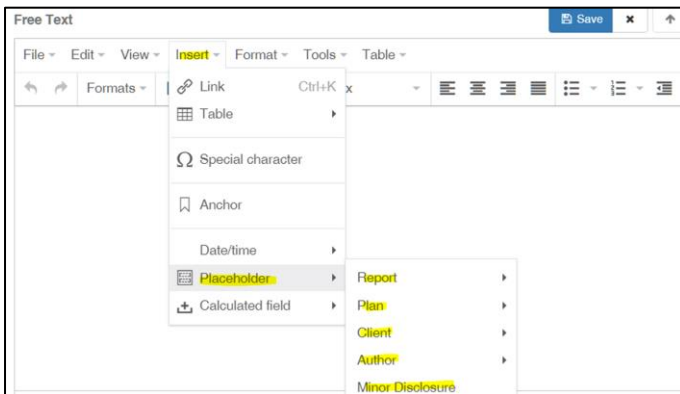 Free Text Save
File Edit View Insert Format Tools Table
Formats
Link Ctrl+K x
Table
Special character
Anchor
Date/time
Placeholder
Report
Calculated field
Plan
Client
Author
Minor Disclosure